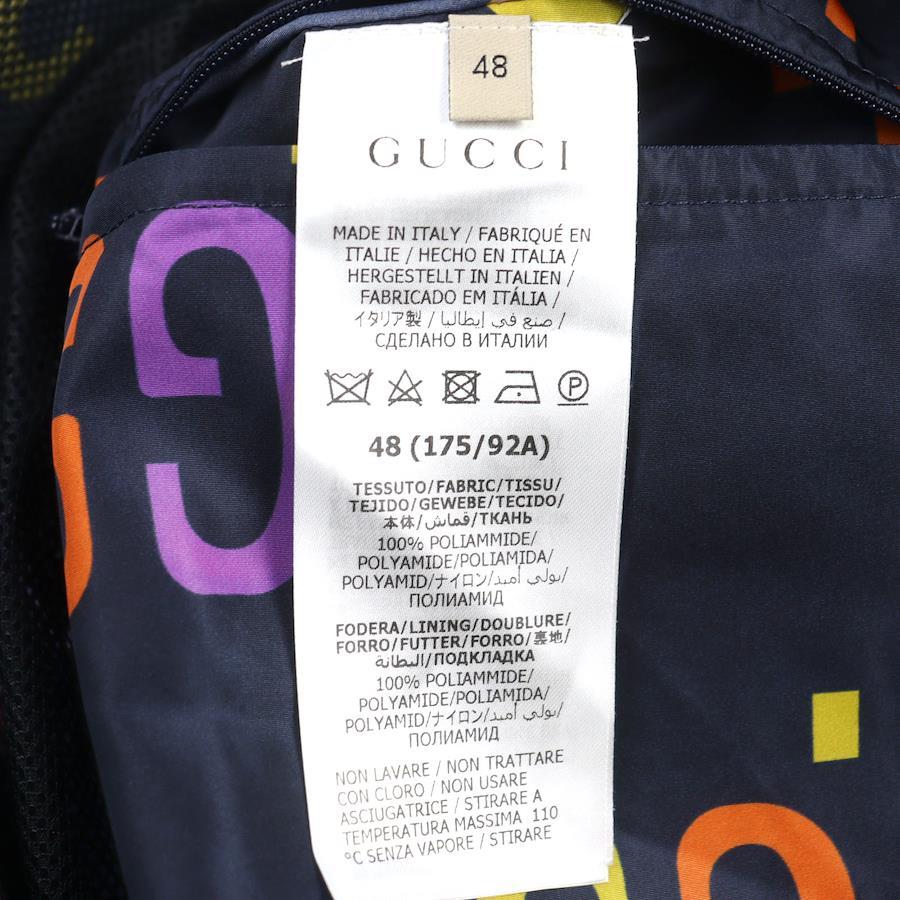 48
GUCCI
MADE IN ITALY / FABRIQUÉ EN
ITALIE / HECHO EN ITALIA /
HERGESTELLT IN ITALIEN /
FABRICADO EM ITÁLIA /
イタリア製 / صنع في إيطاليا /
СДЕЛАНО В ИТАЛИИ
P
48 (175/92A)
TESSUTO/FABRIC/TISSU/
TEJIDO/GEWEBE/TECIDO/
本体/قماش/ТКАНЬ
100% POLIAMMIDE/
POLYAMIDE/POLIAMIDA/
POLYAMID/ナイロン/بولي أميد/
ПОЛИАМИД
FODERA/LINING/DOUBLURE/
FORRO/FUTTER/FORRO/裏地/
البطانة/ПОДКЛАДКА
100% POLIAMMIDE/
POLYAMIDE/POLIAMIDA/
POLYAMID/ナイロン/بولي أميد/
ПОЛИАМИД
NON LAVARE / NON TRATTARE
CON CLORO / NON USARE
ASCIUGATRICE / STIRARE A
TEMPERATURA MASSIMA 110
°C SENZA VAPORE / STIRARE